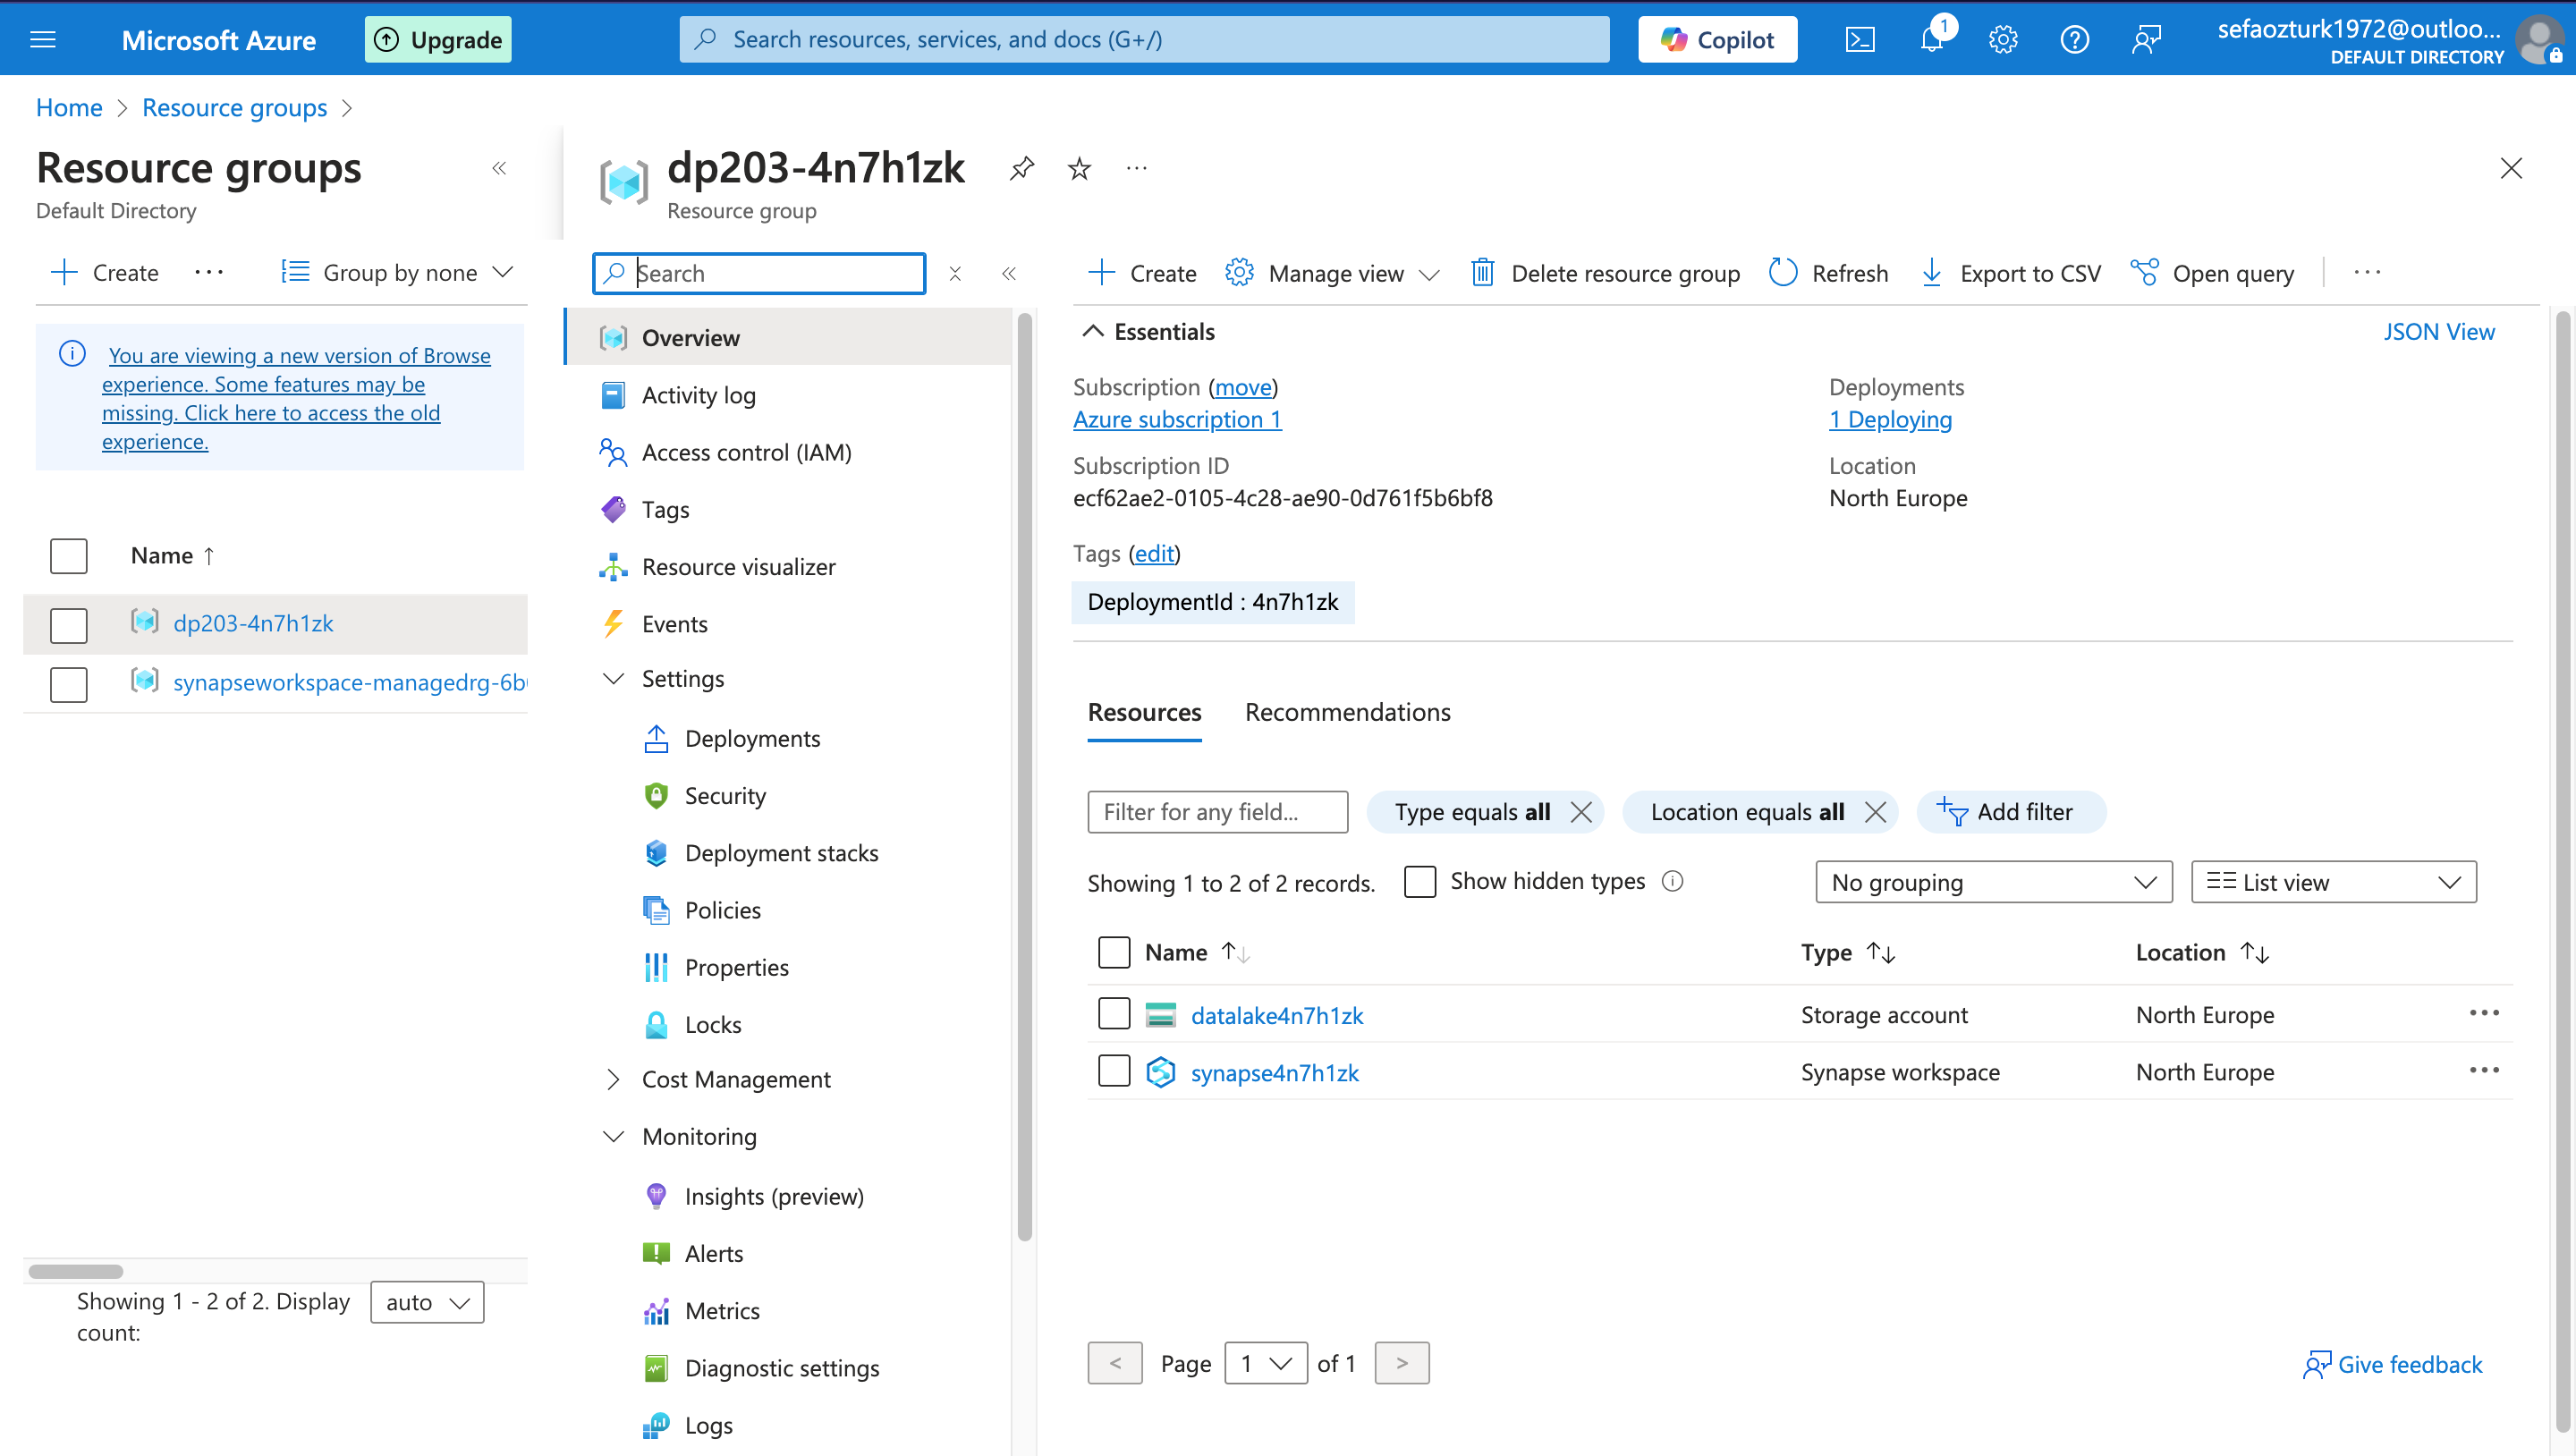 Microsoft Azure
Upgrade
Search resources, services, and docs (G+/)
Copilot
1
sefaozturk1972@outloo...
DEFAULT DIRECTORY
Home
Resource groups
Resource groups
Default Directory
Create
Group by none
You are viewing a new version of Browse
experience. Some features may be
missing. Click here to access the old
experience.
Name ↑
dp203-4n7h1zk
synapseworkspace-managedrg-6b
Showing 1 - 2 of 2. Display
count:
auto
dp203-4n7h1zk
Resource group
Search
Overview
Activity log
Access control (IAM)
Tags
Resource visualizer
Events
Settings
Deployments
Security
Deployment stacks
Policies
Properties
Locks
Cost Management
Monitoring
Insights (preview)
Alerts
Metrics
Diagnostic settings
Logs
Create
Manage view
Delete resource group
Refresh
Export to CSV
Open query
Essentials
JSON View
Subscription (move)
Azure subscription 1
Subscription ID
ecf62ae2-0105-4c28-ae90-0d761f5b6bf8
Deployments
1 Deploying
Location
North Europe
Tags (edit)
DeploymentId : 4n7h1zk
Resources
Recommendations
Filter for any field...
Type equals all
Location equals all
Add filter
Showing 1 to 2 of 2 records.
Show hidden types
No grouping
List view
Name ↑↓
Type ↑↓
Location ↑↓
datalake4n7h1zk
Storage account
North Europe
synapse4n7h1zk
Synapse workspace
North Europe
< Page 1 of 1 >
Give feedback